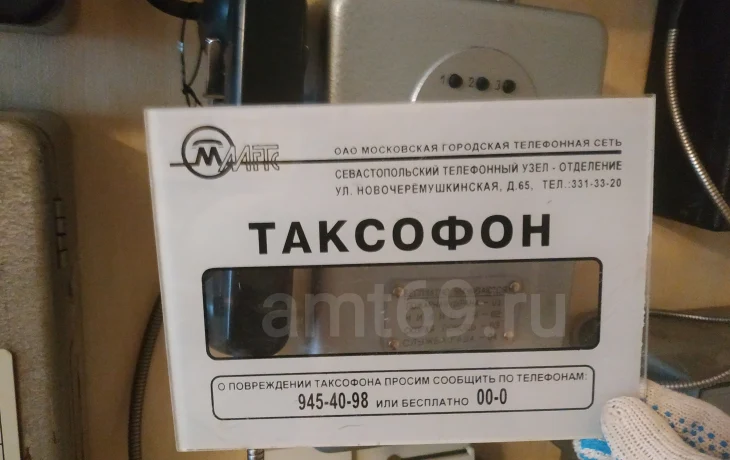 1 2 3
МГТС
ОАО МОСКОВСКАЯ ГОРОДСКАЯ ТЕЛЕФОННАЯ СЕТЬ
СЕВАСТОПОЛЬСКИЙ ТЕЛЕФОННЫЙ УЗЕЛ - ОТДЕЛЕНИЕ
УЛ. НОВОЧЕРЁМУШКИНСКАЯ, Д.65, ТЕЛ.:331-33-20
ТАКСОФОН
amt69.ru
О ПОВРЕЖДЕНИИ ТАКСОФОНА ПРОСИМ СООБЩИТЬ ПО ТЕЛЕФОНАМ:
945-40-98 ИЛИ БЕСПЛАТНО 00-0